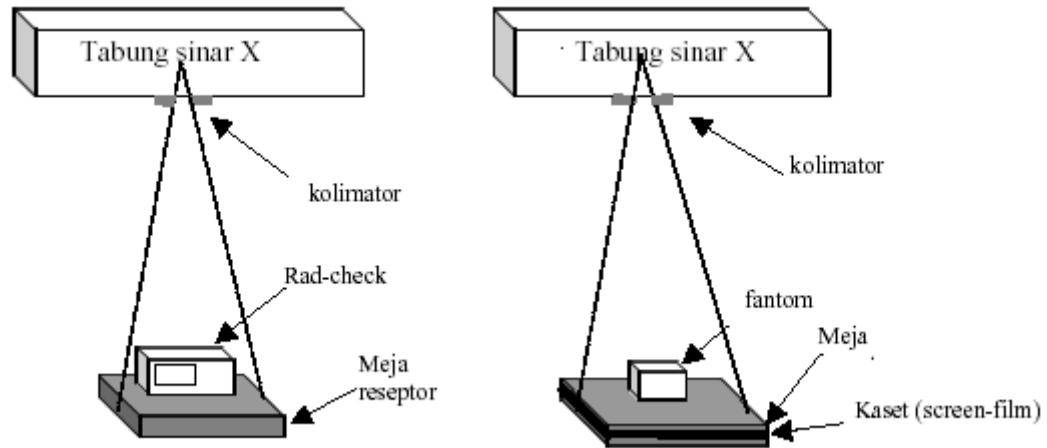 Tabung sinar X
kolimator
Rad-check
Meja
reseptor
Tabung sinar X
kolimator
fantom
Meja
Kaset (screen-film)